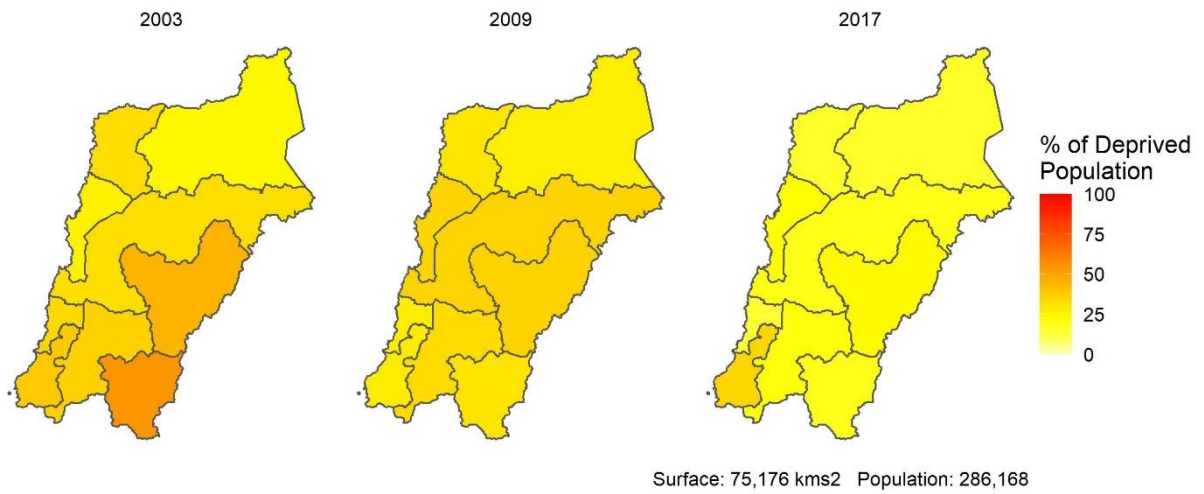 2003
2009
2017
% of Deprived
Population
100
75
50
25
0
Surface: 75,176 kms2 Population: 286,168